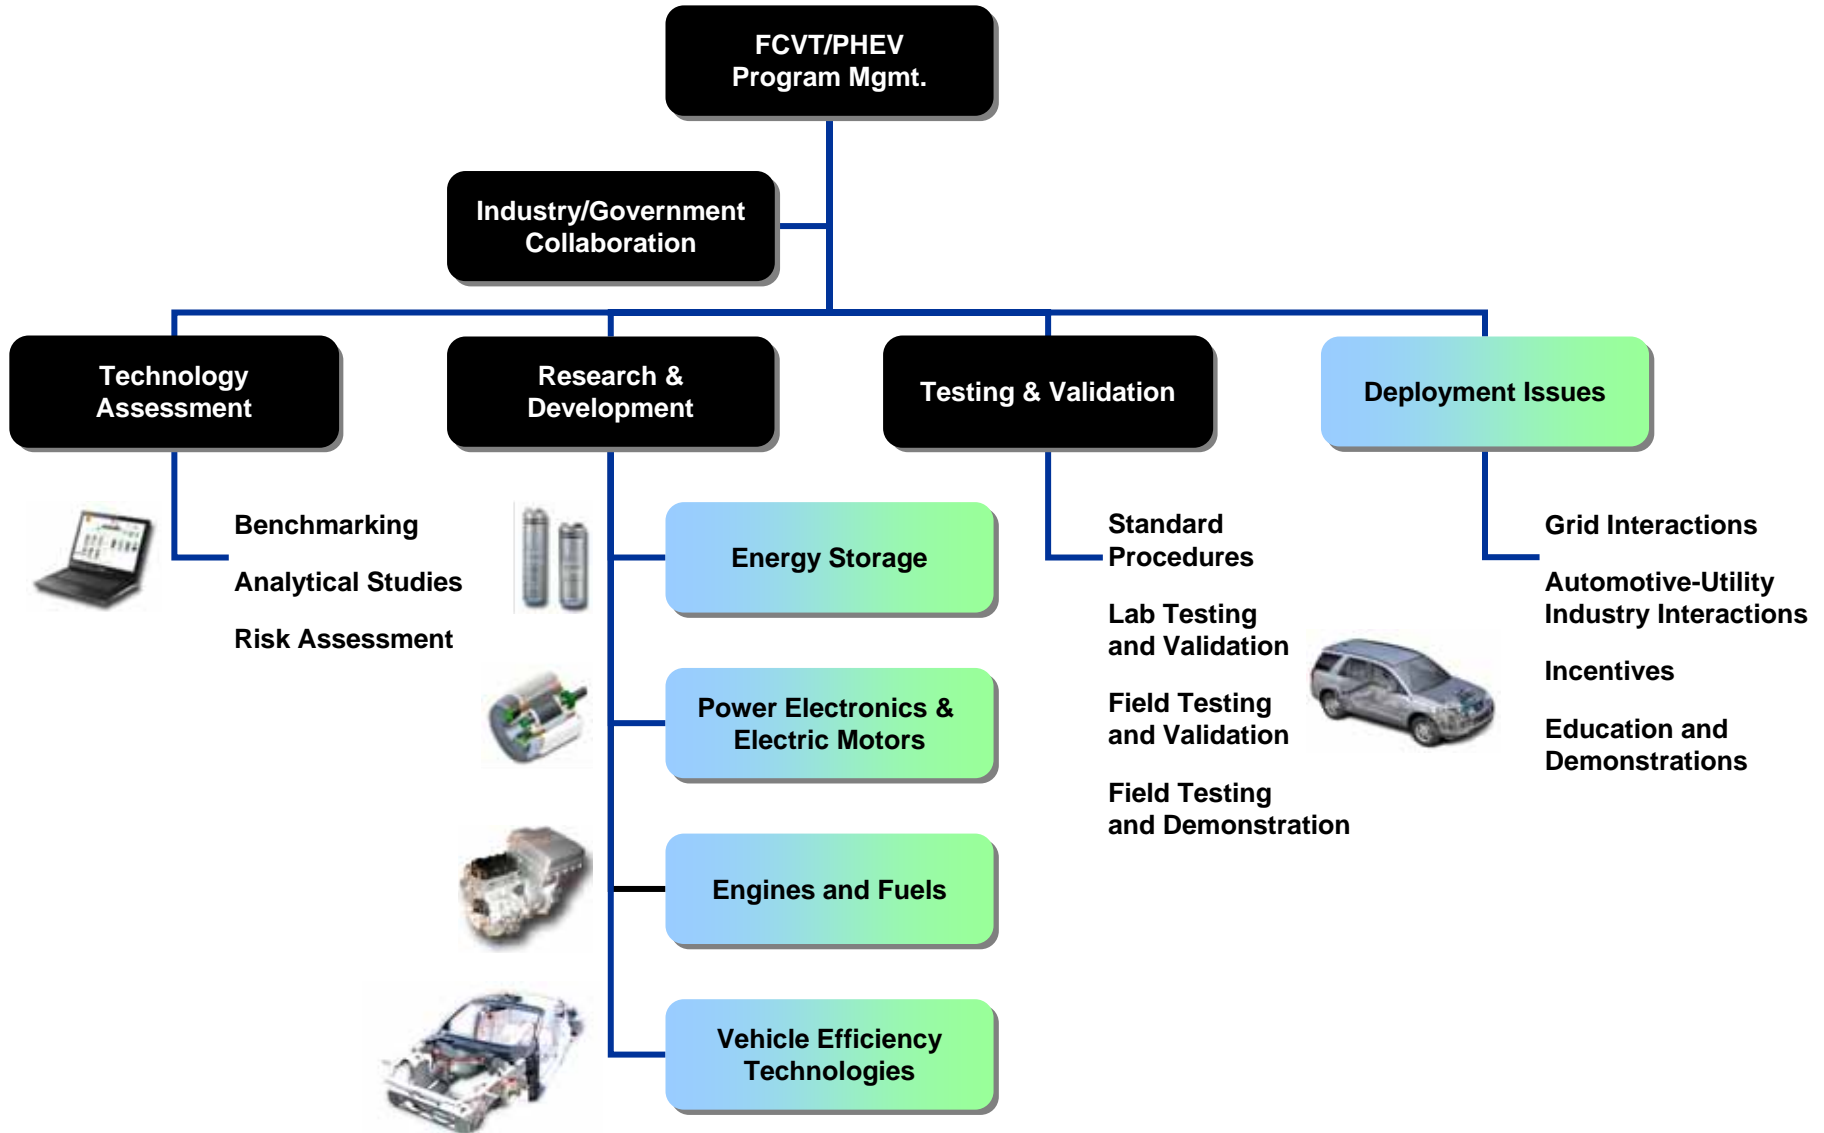 FCVT/PHEV
Program Mgmt.
Industry/Government
Collaboration
Technology
Assessment
Research &
Development
Testing & Validation
Deployment Issues
Benchmarking
Analytical Studies
Risk Assessment
Energy Storage
Power Electronics &
Electric Motors
Engines and Fuels
Vehicle Efficiency
Technologies
Standard
Procedures
Lab Testing
and Validation
Field Testing
and Validation
Field Testing
and Demonstration
Grid Interactions
Automotive-Utility
Industry Interactions
Incentives
Education and
Demonstrations